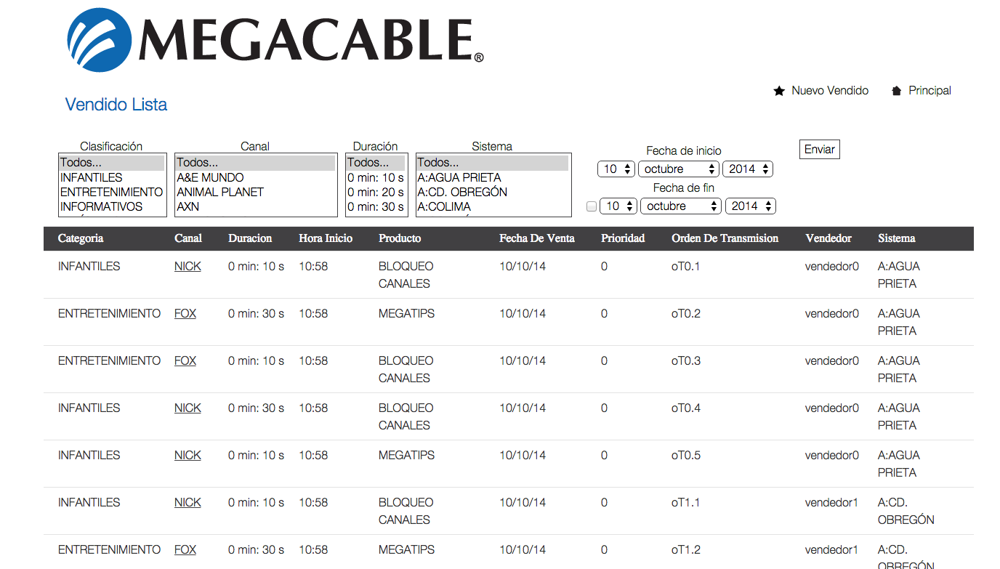 MEGACABLE®
Nuevo Vendido Principal
Vendido Lista
Clasificación Canal Duración Sistema
Todos... Todos... Todos... Todos...
INFANTILES A&E MUNDO 0 min: 10 s A:AGUA PRIETA
ENTRETENIMIENTO ANIMAL PLANET 0 min: 20 s A:CD. OBREGÓN
INFORMATIVOS AXN 0 min: 30 s A:COLIMA
Fecha de inicio
10 octubre 2014
Fecha de fin
10 octubre 2014
Enviar
Categoria Canal Duracion Hora Inicio Producto Fecha De Venta Prioridad Orden De Transmision Vendedor Sistema
INFANTILES NICK 0 min: 10 s 10:58 BLOQUEO 10/10/14 0 oT0.1 vendedor0 A:AGUA
CANALES PRIETA
ENTRETENIMIENTO FOX 0 min: 30 s 10:58 MEGATIPS 10/10/14 0 oT0.2 vendedor0 A:AGUA
PRIETA
ENTRETENIMIENTO FOX 0 min: 10 s 10:58 BLOQUEO 10/10/14 0 oT0.3 vendedor0 A:AGUA
CANALES PRIETA
INFANTILES NICK 0 min: 30 s 10:58 BLOQUEO 10/10/14 0 oT0.4 vendedor0 A:AGUA
CANALES PRIETA
INFANTILES NICK 0 min: 10 s 10:58 MEGATIPS 10/10/14 0 oT0.5 vendedor0 A:AGUA
PRIETA
INFANTILES NICK 0 min: 10 s 10:58 BLOQUEO 10/10/14 0 oT1.1 vendedor1 A:CD.
CANALES OBREGÓN
ENTRETENIMIENTO FOX 0 min: 30 s 10:58 MEGATIPS 10/10/14 0 oT1.2 vendedor1 A:CD.
OBREGÓN